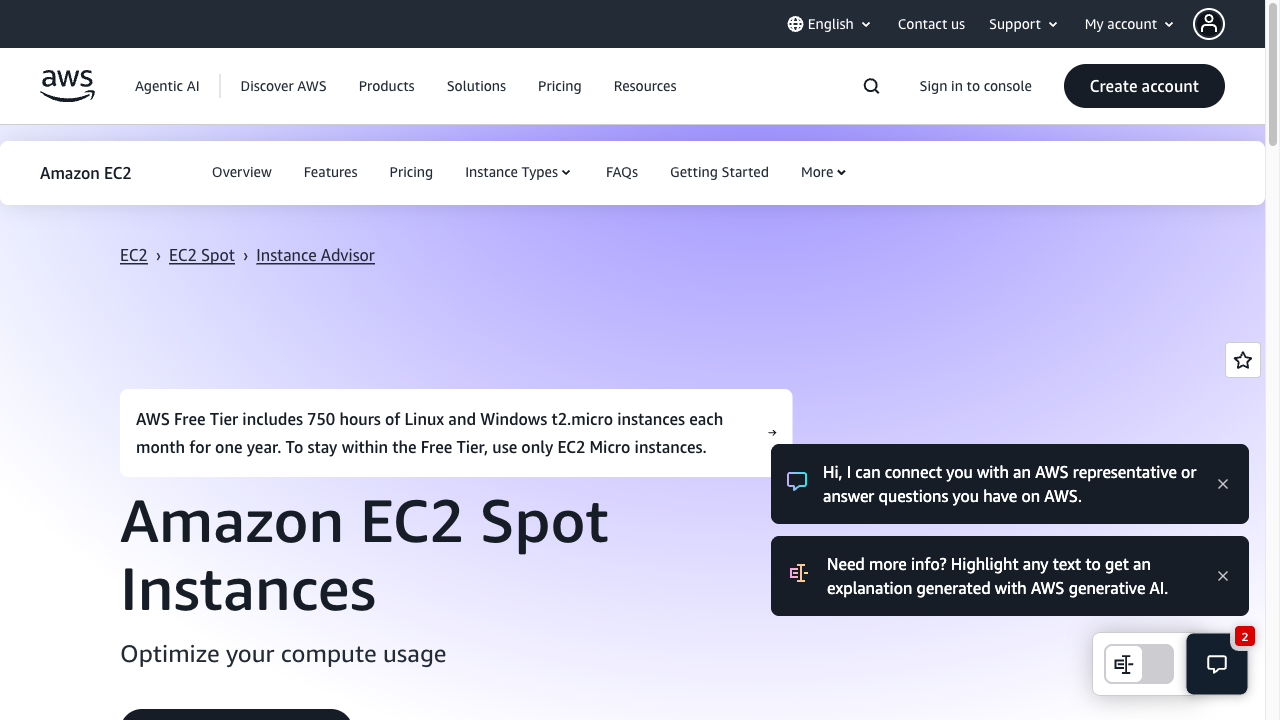 English
Contact us
Support
My account
aws
Agentic AI
Discover AWS
Products
Solutions
Pricing
Resources
Sign in to console
Create account
Amazon EC2
Overview
Features
Pricing
Instance Types
FAQs
Getting Started
More
EC2 › EC2 Spot › Instance Advisor
AWS Free Tier includes 750 hours of Linux and Windows t2.micro instances each
month for one year. To stay within the Free Tier, use only EC2 Micro instances.
Hi, I can connect you with an AWS representative or
answer questions you have on AWS.
Amazon EC2 Spot
Instances
Need more info? Highlight any text to get an
explanation generated with AWS generative AI.
Optimize your compute usage
2